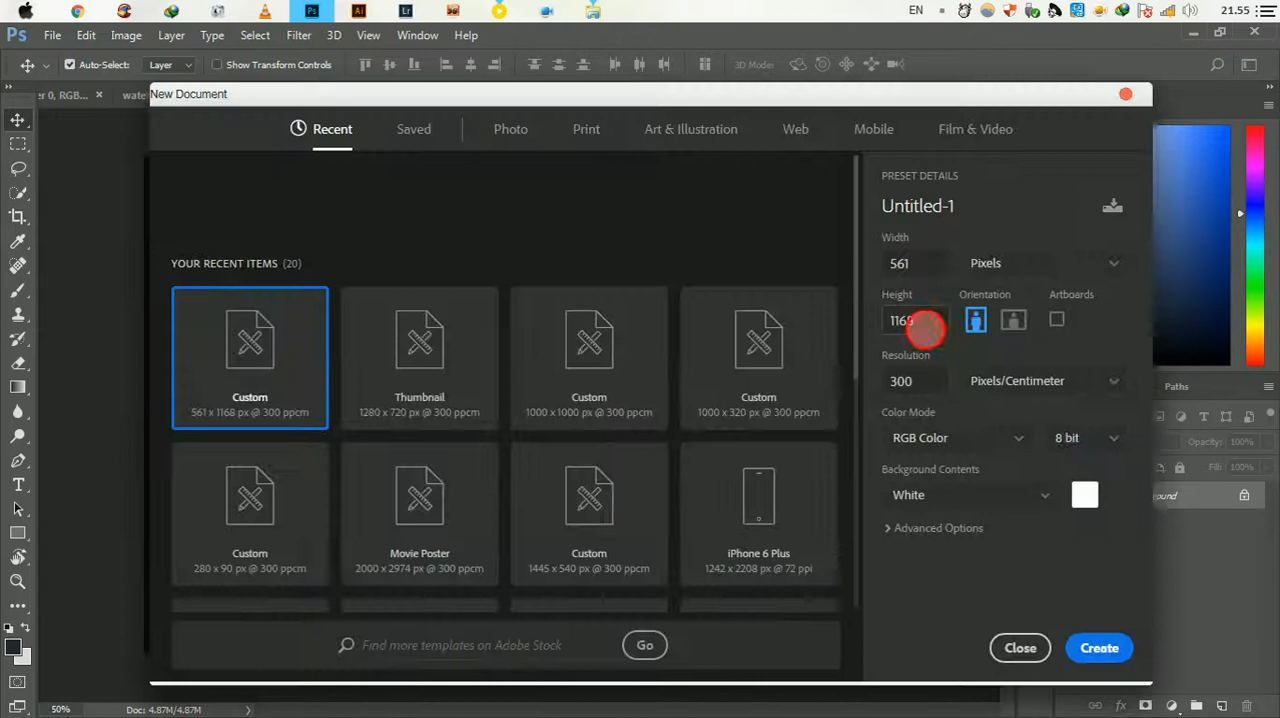 EN
21.55
Ps
File Edit Image Layer Type Select Filter 3D View Window Help
Auto-Select: Layer Show Transform Controls 3D Mode:
er 0, RGB... × wate
New Document
Recent Saved Photo Print Art & Illustration Web Mobile Film & Video
YOUR RECENT ITEMS (20)
Custom
561 x 1168 px @ 300 ppcm
Thumbnail
1280 x 720 px @ 300 ppcm
Custom
1000 x 1000 px @ 300 ppcm
Custom
1000 x 320 px @ 300 ppcm
Custom
280 x 90 px @ 300 ppcm
Movie Poster
2000 x 2974 px @ 300 ppcm
Custom
1445 x 540 px @ 300 ppcm
iPhone 6 Plus
1242 x 2208 px @ 72 ppi
Find more templates on Adobe Stock
Go
PRESET DETAILS
Untitled-1
Width
561 Pixels
Height Orientation Artboards
1168
Resolution
300 Pixels/Centimeter
Color Mode
RGB Color 8 bit
Background Contents
White
Advanced Options
Close Create
Paths
Opacity: 100%
Fill: 100%
ound
50% Doc: 4.87M/4.87M